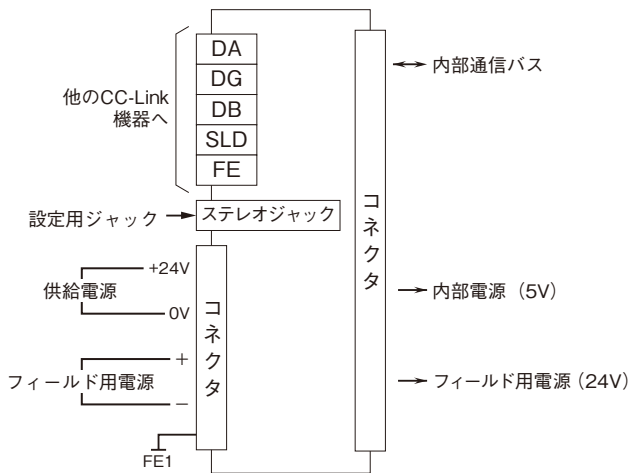 他のCC-Link
機器へ
DA
DG
DB
SLD
FE
設定用ジャック
ステレオジャック
供給電源
+24V
0V
フィールド用電源
+
−
FE1
コネクタ
コネクタ
内部通信バス
内部電源（5V）
フィールド用電源（24V）